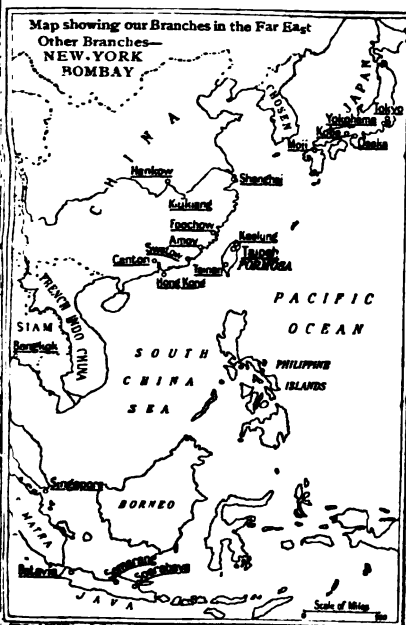 Map showing our Branches in the Far East
Other Branches—
NEW.YORK
BOMBAY
JAPAN
CHOSEN
Tokyo
Yokohama
Kobe
Osaka
Moji
CHINA
Hankow
Shanghai
Kiukiang
Foochow
Amoy
Swatow
Canton
Hong Kong
Keelung
Taipeh
Tainan
FORMOSA
FRENCH INDO CHINA
SIAM
Bangkok
PACIFIC
OCEAN
SOUTH
CHINA
SEA
PHILIPPINE
ISLANDS
Singapore
BORNEO
Batavia
Semarang
Soerabaya
JAVA
Scale of Miles